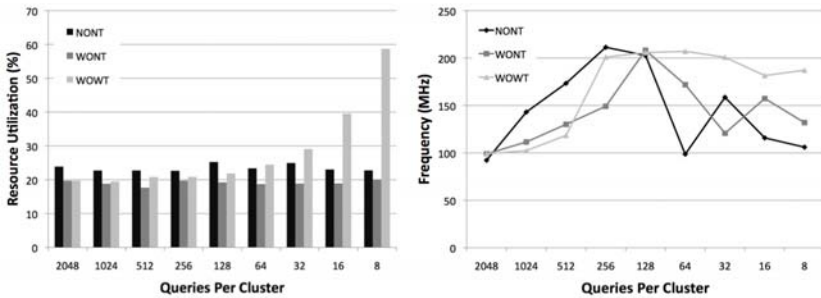 70
60
50
40
30
20
10
0
Resource Utilization (%)
NONT
WONT
WOWT
2048 1024 512 256 128 64 32 16 8
Queries Per Cluster
250
200
150
100
50
0
Frequency (MHz)
NONT
WONT
WOWT
2048 1024 512 256 128 64 32 16 8
Queries Per Cluster